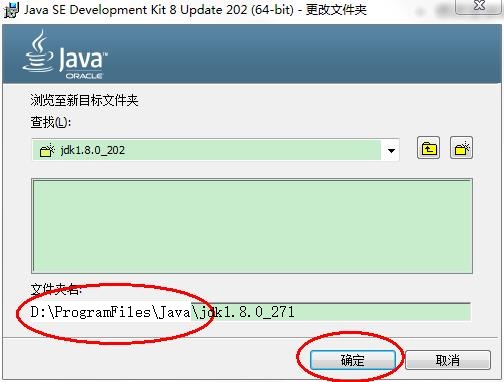 Java SE Development Kit 8 Update 202 (64-bit) - 更改文件夹
Java™
ORACLE
浏览至新目标文件夹
查找(L):
jdk1.8.0_202
文件夹名:
D:\ProgramFiles\Java\jdk1.8.0_271
确定
取消